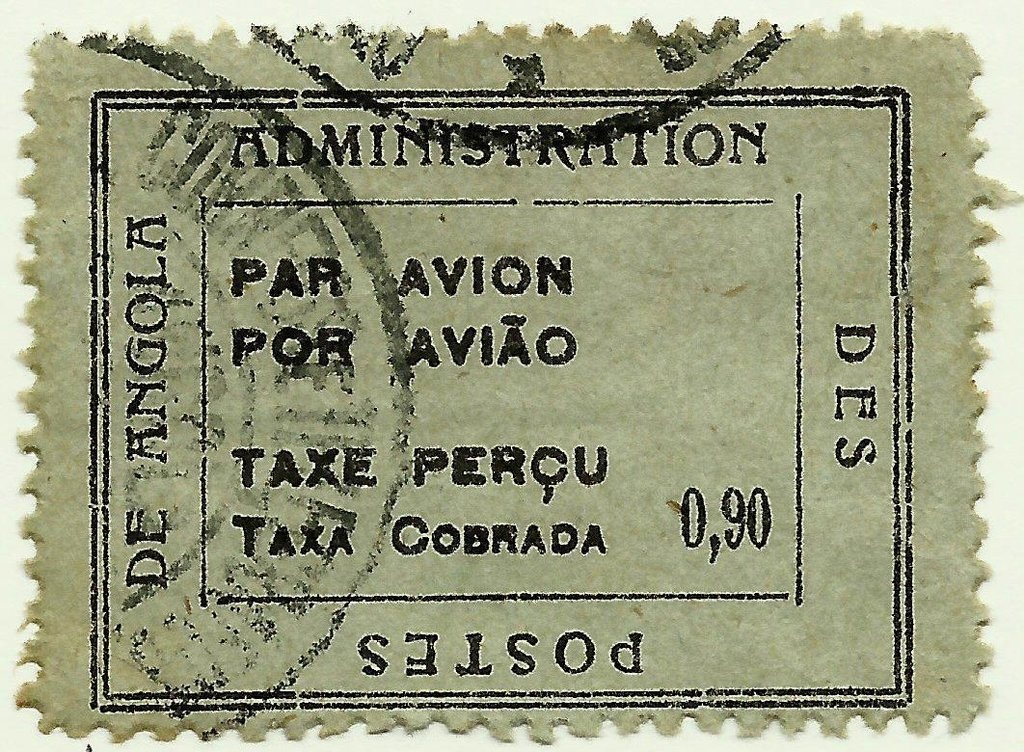 ADMINISTRATION
DES
POSTES
DE ANGOLA
PAR AVION
POR AVIÃO
TAXE PERÇU
TAXA COBRADA 0,90